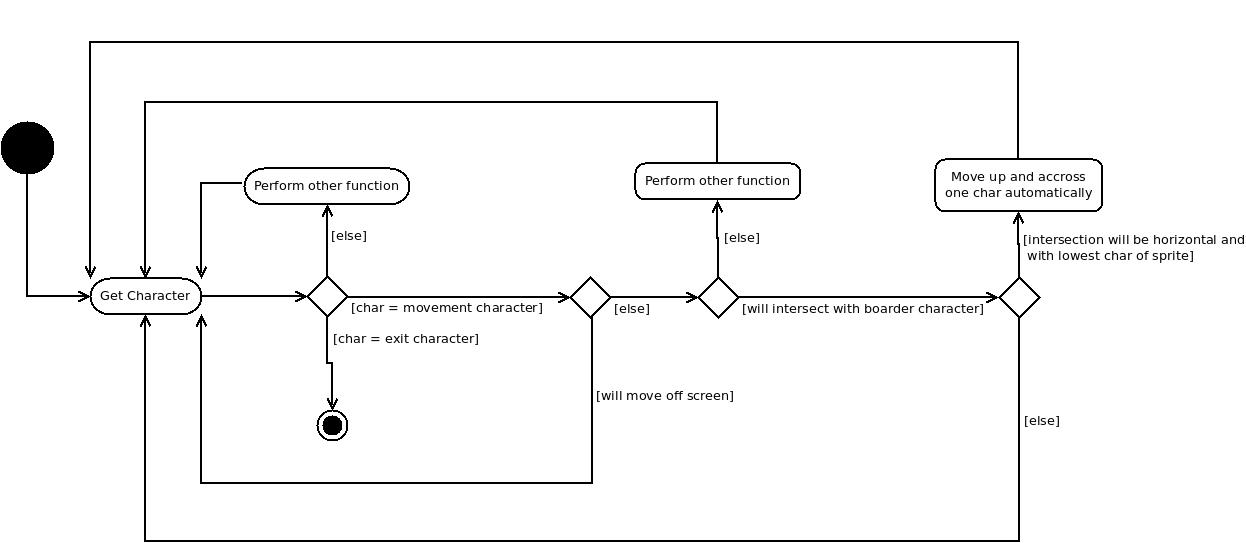 Move up and accross
one char automatically
Perform other function
Perform other function
[else]
[else]
[intersection will be horizontal and
with lowest char of sprite]
Get Character
[char = movement character]
[else]
[will intersect with boarder character]
[char = exit character]
[will move off screen]
[else]